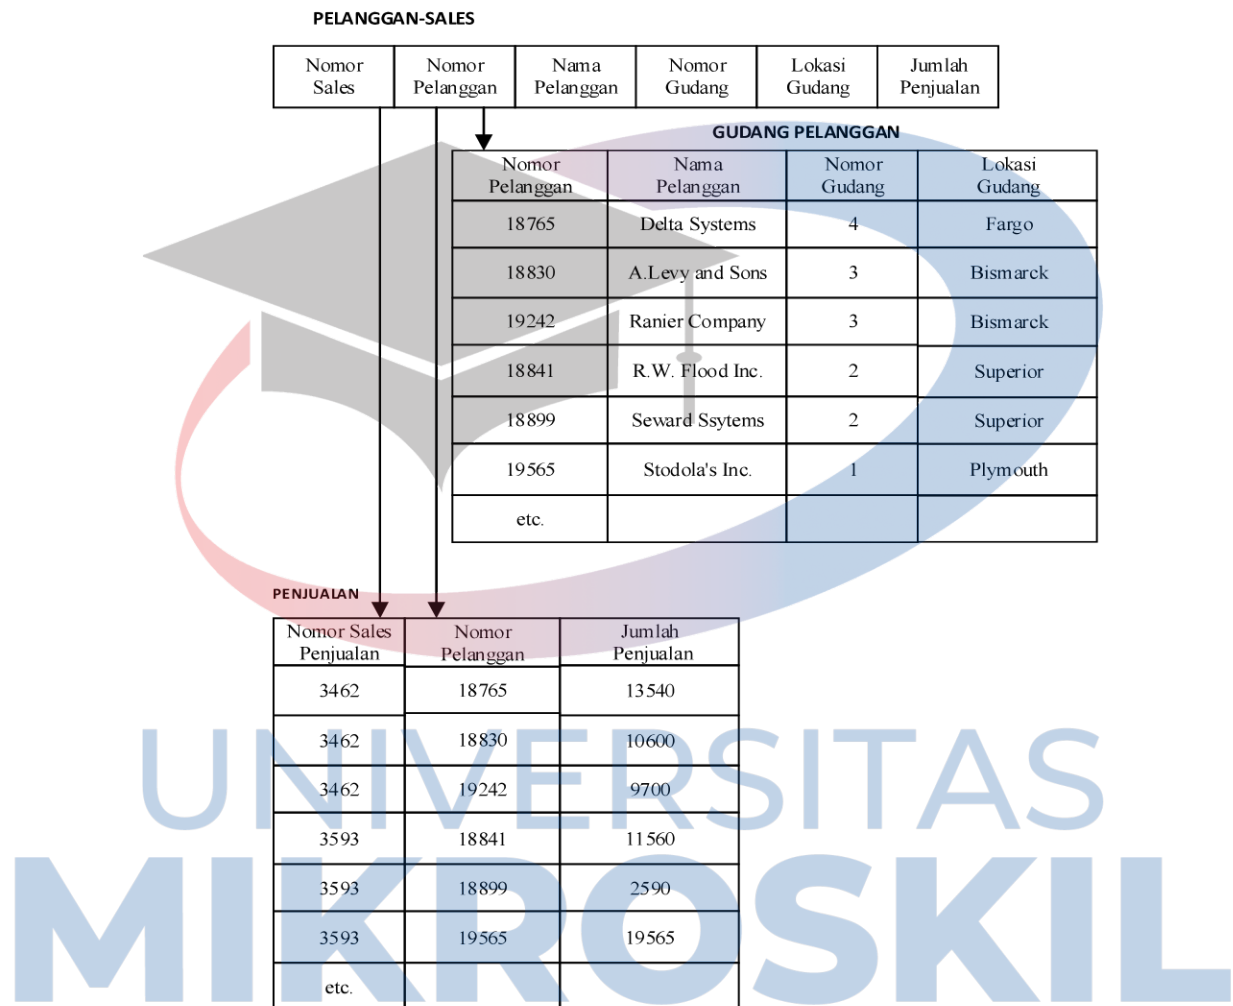 PELANGGAN-SALES
Nomor Nomor Nama Nomor Lokasi Jumlah
Sales Pelanggan Pelanggan Gudang Gudang Penjualan
GUDANG PELANGGAN
Nomor Nama Nomor Lokasi
Pelanggan Pelanggan Gudang Gudang
18765 Delta Systems 4 Fargo
18830 A.Levy and Sons 3 Bismarck
19242 Ranier Company 3 Bismarck
18841 R.W. Flood Inc. 2 Superior
18899 Seward Ssytems 2 Superior
19565 Stodola's Inc. 1 Plymouth
etc.
PENJUALAN
Nomor Sales Nomor Jumlah
Penjualan Pelanggan Penjualan
3462 18765 13540
3462 18830 10600
3462 19242 9700
3593 18841 11560
3593 18899 2590
3593 19565 19565
etc.
UNIVERSITAS
MIKROSKIL